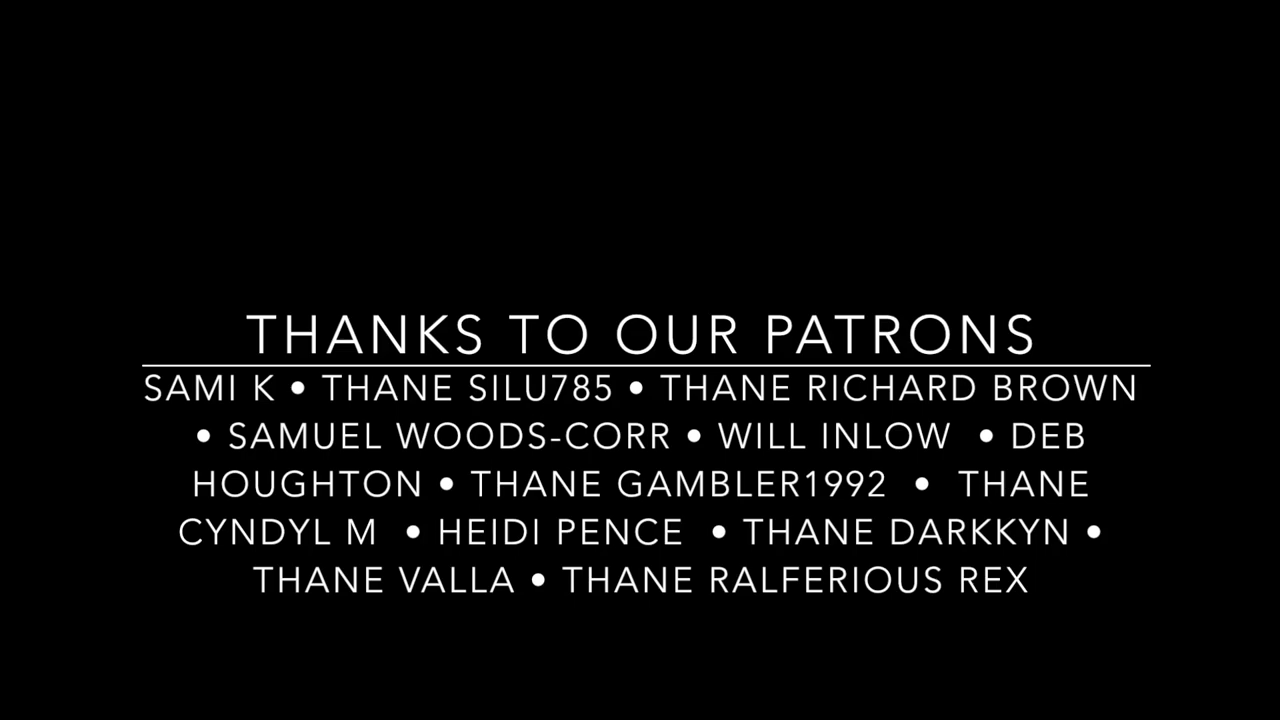 THANKS TO OUR PATRONS
SAMI K • THANE SILU785 • THANE RICHARD BROWN
• SAMUEL WOODS-CORR • WILL INLOW • DEB
HOUGHTON • THANE GAMBLER1992 • THANE
CYNDYL M • HEIDI PENCE • THANE DARKKYN •
THANE VALLA • THANE RALFERIOUS REX